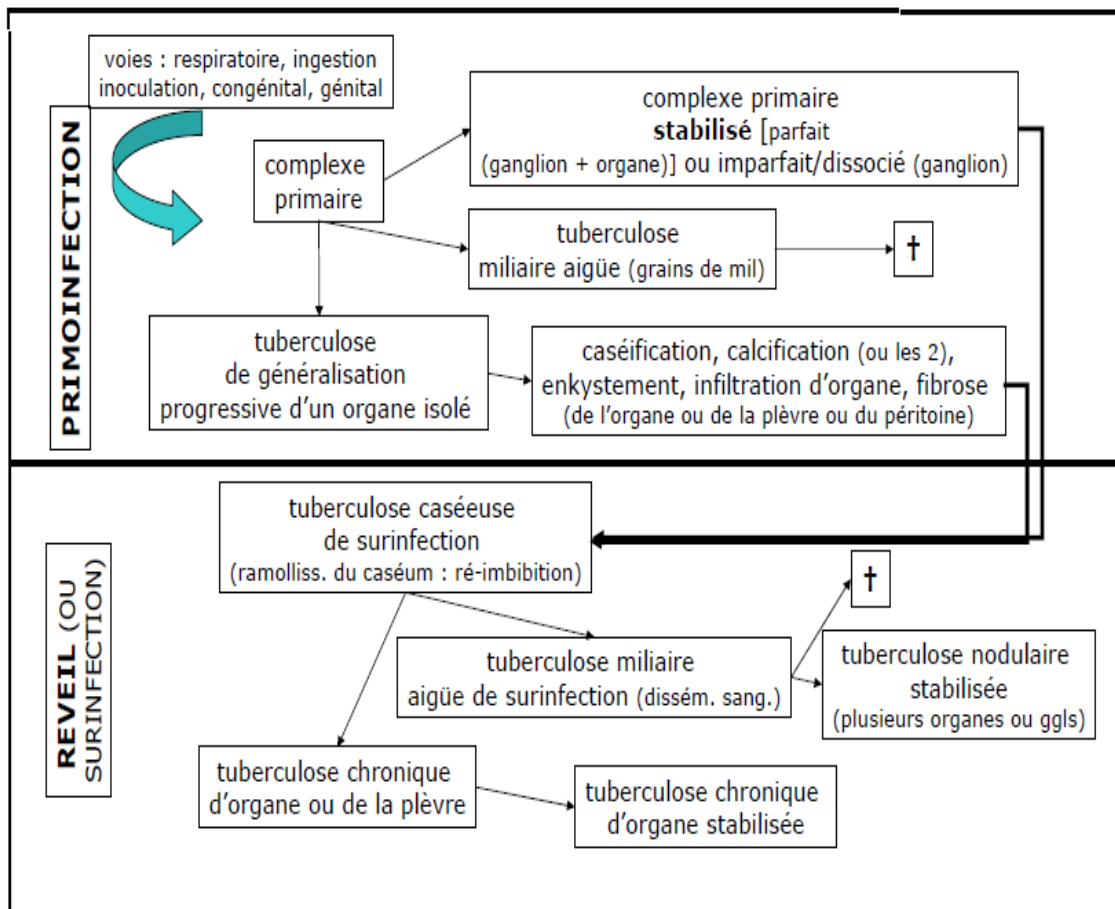 voies : respiratoire, ingestion
inoculation, congénital, génital
PRIMOINFECTION
complexe
primaire
complexe primaire
stabilisé [parfait
(ganglion + organe)] ou imparfait/dissocié (ganglion)
tuberculose
miliaire aigüe (grains de mil)
†
tuberculose
de généralisation
progressive d'un organe isolé
caséification, calcification (ou les 2),
enkystement, infiltration d'organe, fibrose
(de l'organe ou de la plèvre ou du péritoine)
REVEIL (OU
SURINFECTION)
tuberculose caséeuse
de surinfection
(ramolliss. du caséum : ré-imbibition)
†
tuberculose miliaire
aigüe de surinfection (dissém. sang.)
tuberculose nodulaire
stabilisée
(plusieurs organes ou ggls)
tuberculose chronique
d'organe ou de la plèvre
tuberculose chronique
d'organe stabilisée